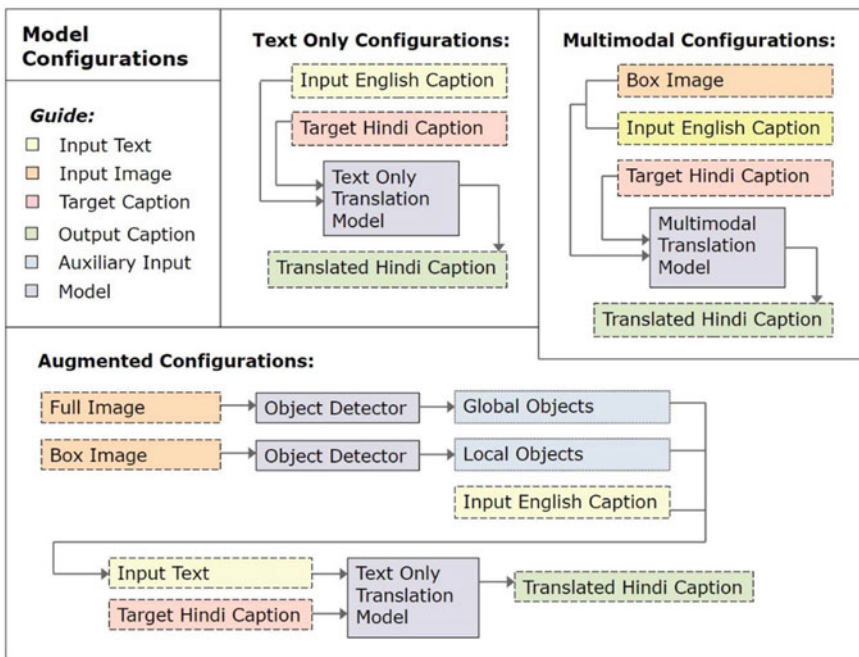 Model
Configurations
Guide:
Input Text
Input Image
Target Caption
Output Caption
Auxiliary Input
Model
Text Only Configurations:
Input English Caption
Target Hindi Caption
Text Only
Translation
Model
Translated Hindi Caption
Multimodal Configurations:
Box Image
Input English Caption
Target Hindi Caption
Multimodal
Translation
Model
Translated Hindi Caption
Augmented Configurations:
Full Image
Object Detector
Global Objects
Box Image
Object Detector
Local Objects
Input English Caption
Input Text
Target Hindi Caption
Text Only
Translation
Model
Translated Hindi Caption